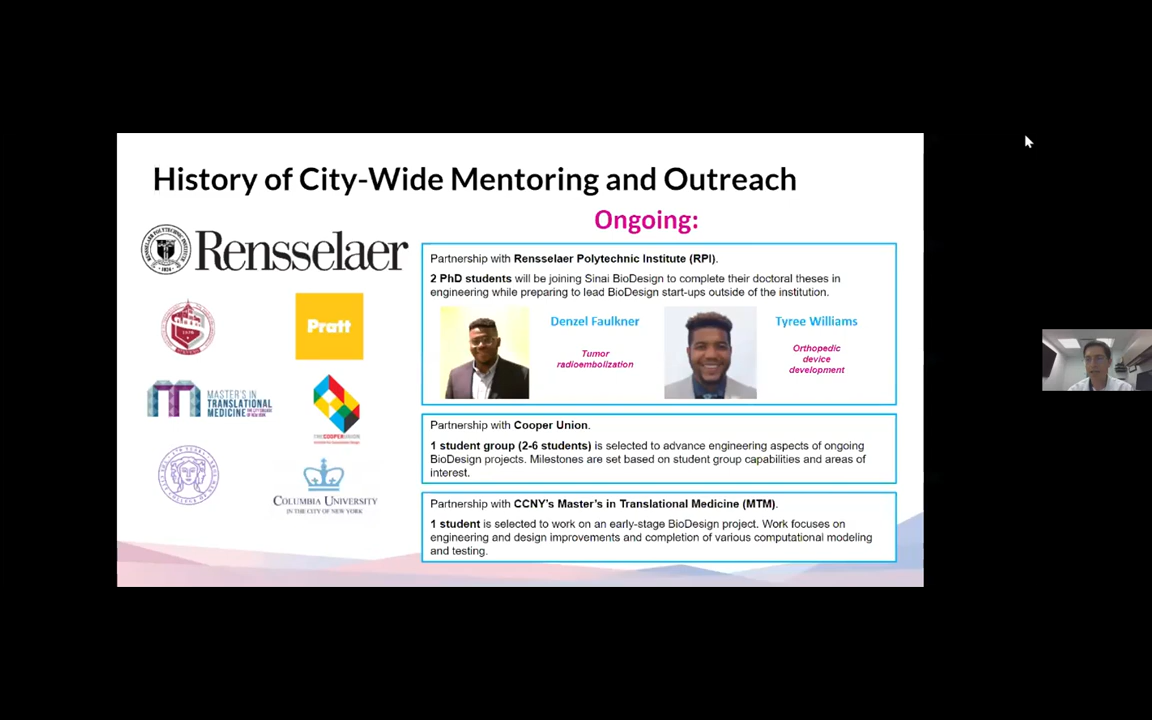 History of City-Wide Mentoring and Outreach
Ongoing:
Rensselaer
Pratt
MASTER'S IN
TRANSLATIONAL
MEDICINE
THE COOPER UNION
COLUMBIA UNIVERSITY
IN THE CITY OF NEW YORK
Partnership with Rensselaer Polytechnic Institute (RPI).
2 PhD students will be joining Sinai BioDesign to complete their doctoral theses in
engineering while preparing to lead BioDesign start-ups outside of the institution.
Denzel Faulkner
Tumor
radioembolization
Tyree Williams
Orthopedic
device
development
Partnership with Cooper Union.
1 student group (2-6 students) is selected to advance engineering aspects of ongoing
BioDesign projects. Milestones are set based on student group capabilities and areas of
interest.
Partnership with CCNY's Master's in Translational Medicine (MTM).
1 student is selected to work on an early-stage BioDesign project. Work focuses on
engineering and design improvements and completion of various computational modeling
and testing.